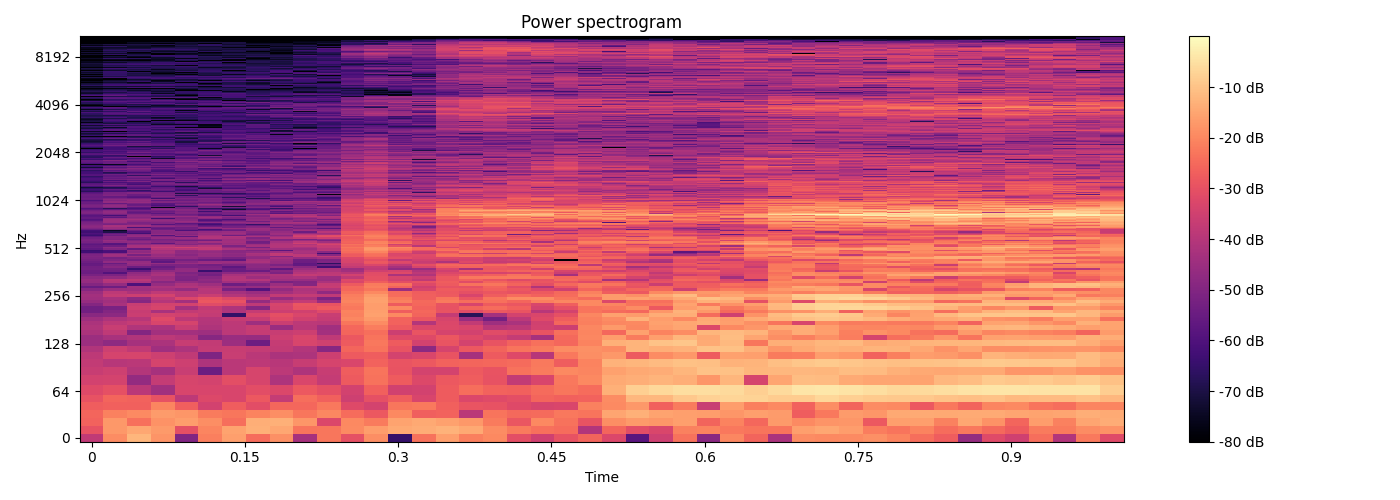 Power spectrogram
Hz
8192
4096
2048
1024
512
256
128
64
0
0 0.15 0.3 0.45 0.6 0.75 0.9
Time
-10 dB
-20 dB
-30 dB
-40 dB
-50 dB
-60 dB
-70 dB
-80 dB